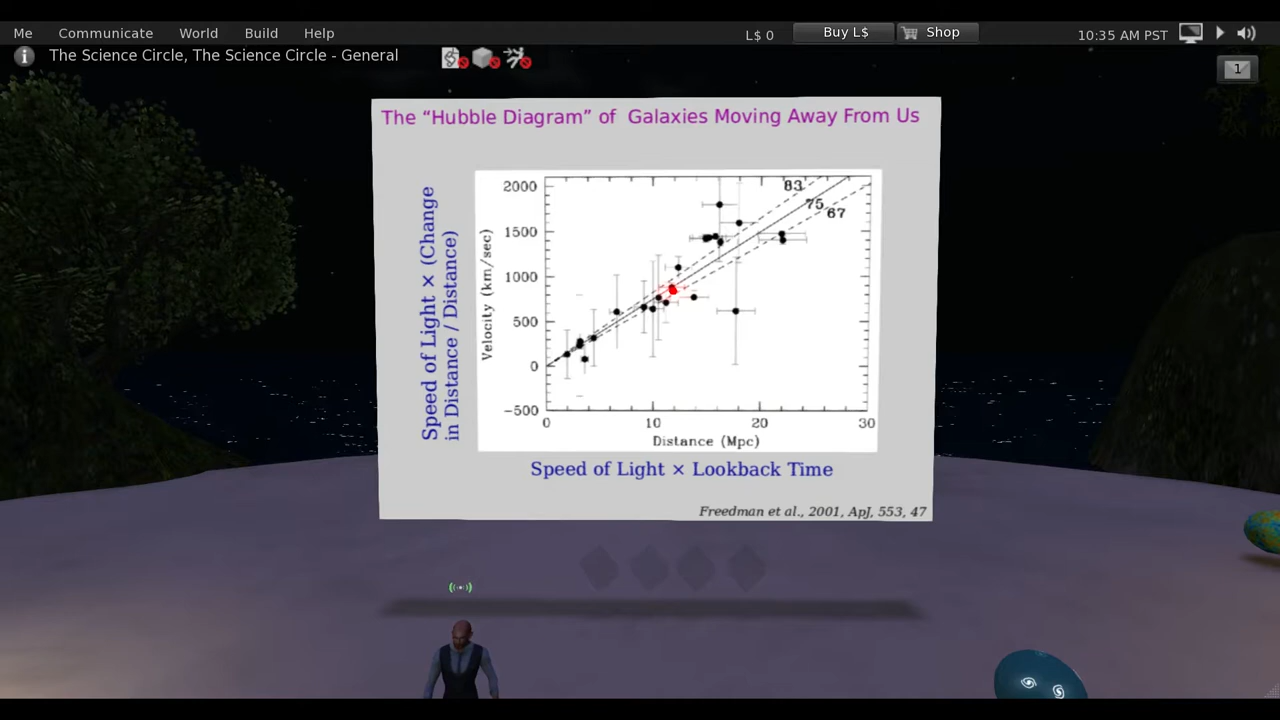 Me Communicate World Build Help L$ 0 Buy L$ Shop 10:35 AM PST
The Science Circle, The Science Circle - General
1
The “Hubble Diagram” of Galaxies Moving Away From Us
Speed of Light × (Change
in Distance / Distance)
Velocity (km/sec)
2000
1500
1000
500
0
−500
83
75
67
0 10 20 30
Distance (Mpc)
Speed of Light × Lookback Time
Freedman et al., 2001, ApJ, 553, 47